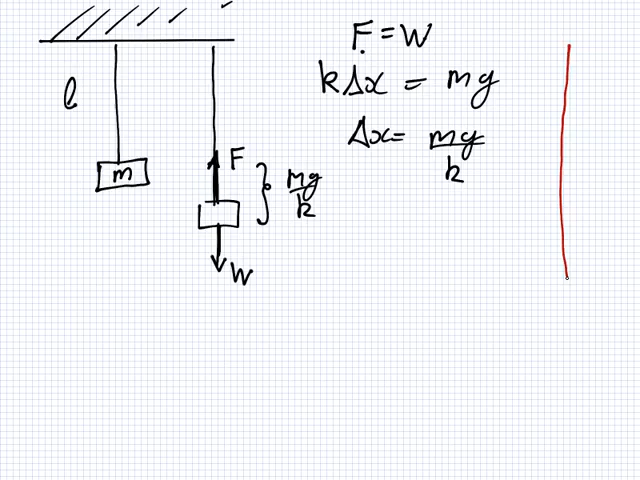 F = W
kΔx = mg
Δx = mg/k
l
m
F
mg/k
W